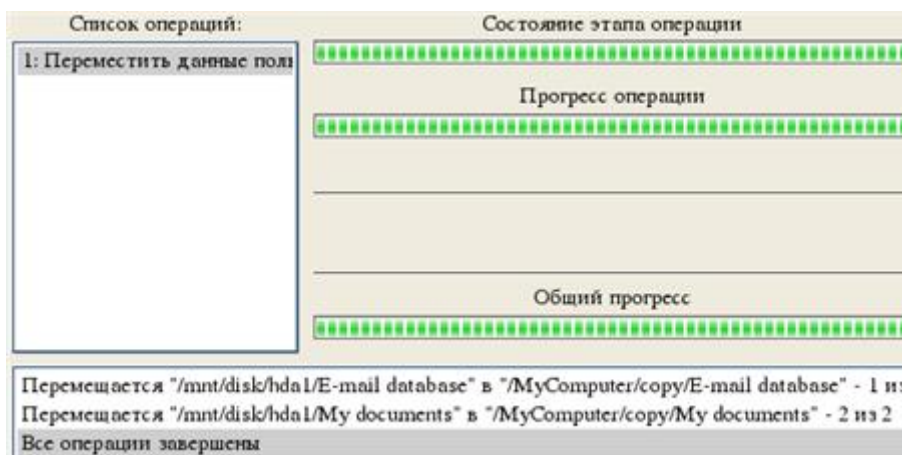 Список операций:
Состояние этапа операции
1: Переместить данные поль
Прогресс операции
Общий прогресс
Перемещается "/mnt/disk/hda1/E-mail database" в "/MyComputer/copy/E-mail database" - 1 из
Перемещается "/mnt/disk/hda1/My documents" в "/MyComputer/copy/My documents" - 2 из 2
Все операции завершены